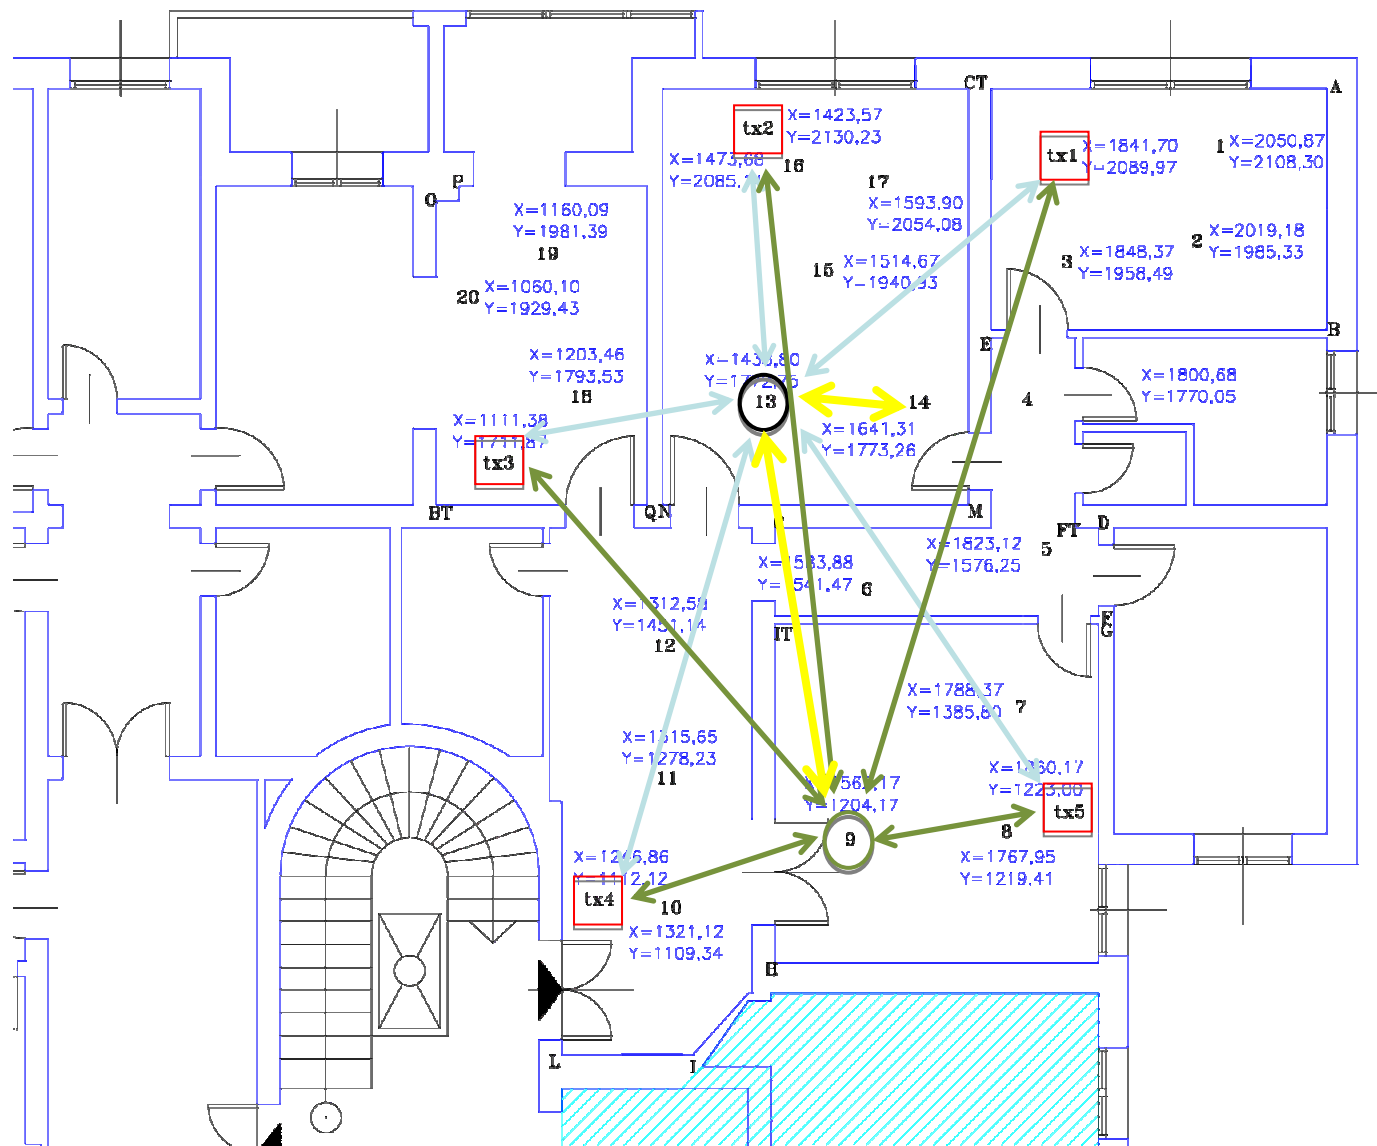 CT
A
tx2
X=1423,57
Y=2130,23
16
tx1
X=1841,70
Y=2089,97
1
X=2050,87
Y=2108,30
P
O
X=1160,09
Y=1981,39
19
17
X=1593,90
Y=2054,08
2
X=2019,18
Y=1985,33
3
X=1848,37
Y=1958,49
15
X=1514,67
20
X=1060,10
Y=1929,43
B
E
X=1203,46
Y=1793,53
18
13
14
4
X=1800,68
Y=1770,05
X=1111,38
tx3
X=1641,31
Y=1773,26
BT
QN
M
FT
D
5
X=1823,12
Y=1576,25
6
12
IT
F
G
X=1788,37
Y=1385,80
7
X=1315,65
Y=1278,23
11
Y=1204,17
9
tx5
8
X=1767,95
Y=1219,41
tx4
10
X=1321,12
Y=1109,34
H
L
I